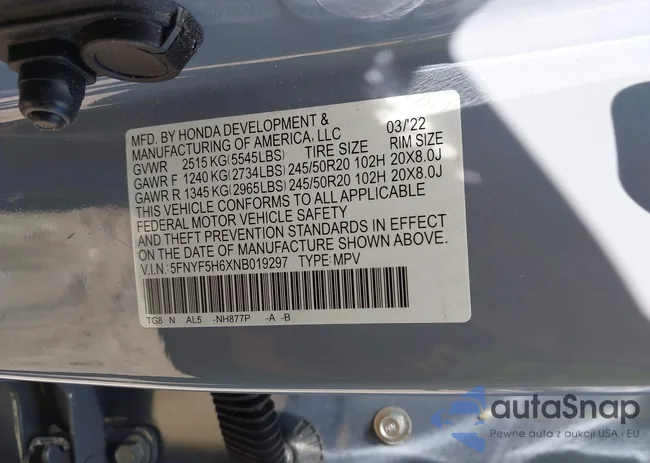 MFD. BY HONDA DEVELOPMENT &
MANUFACTURING OF AMERICA, LLC 03/'22
GVWR 2515 KG(5545LBS) TIRE SIZE RIM SIZE
GAWR F 1240 KG(2734LBS) 245/50R20 102H 20X8.0J
GAWR R 1345 KG(2965LBS) 245/50R20 102H 20X8.0J
THIS VEHICLE CONFORMS TO ALL APPLICABLE
FEDERAL MOTOR VEHICLE SAFETY
AND THEFT PREVENTION STANDARDS IN EFFECT
ON THE DATE OF MANUFACTURE SHOWN ABOVE.
V.I.N.: 5FNYF5H6XNB019297 TYPE: MPV
TG8 N AL5 -NH877P -A -B
autaSnap
Pewne auta z aukcji USA i EU